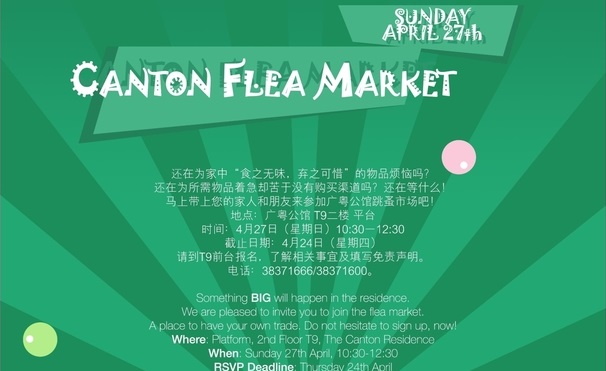 SUNDAY
APRIL 27th
CANTON FLEA MARKET
还在为家中“食之无味，弃之可惜”的物品烦恼吗？
还在为所需物品着急却苦于没有购买渠道吗？还在等什么！
马上带上您的家人和朋友来参加广粤公馆跳蚤市场吧！
地点：广粤公馆 T9二楼 平台
时间：4月27日（星期日）10:30—12:30
截止日期：4月24日（星期四）
请到T9前台报名，了解相关事宜及填写免责声明。
电话：38371666/38371600。
Something BIG will happen in the residence.
We are pleased to invite you to join the flea market.
A place to have your own trade. Do not hesitate to sign up, now!
Where: Platform, 2nd Floor T9, The Canton Residence
When: Sunday 27th April, 10:30-12:30
RSVP Deadline: Thursday 24th April